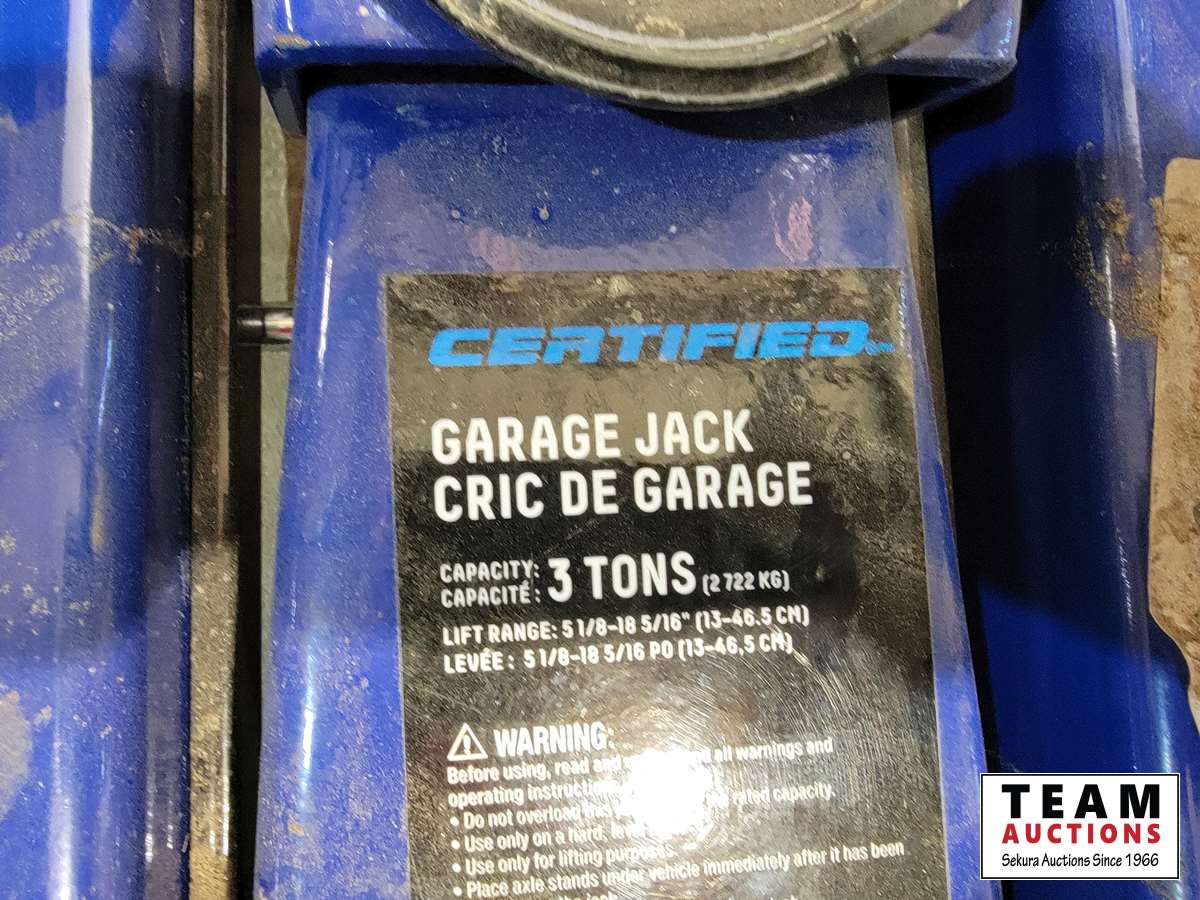 CERTIFIED
GARAGE JACK
CRIC DE GARAGE
CAPACITY:
CAPACITÉ: 3 TONS (2 722 KG)
LIFT RANGE: 5 1/8-18 5/16" (13-46.5 CM)
LEVÉE : 5 1/8-18 5/16 PO (13-46,5 CM)
⚠ WARNING:
Before using, read and all warnings and
operating rated capacity.
• Do not overload this
• Use only on a hard,
• Use only for lifting purposes
• Place axle stands under vehicle immediately after it has been
the jack
TEAM
AUCTIONS
Sekura Auctions Since 1966